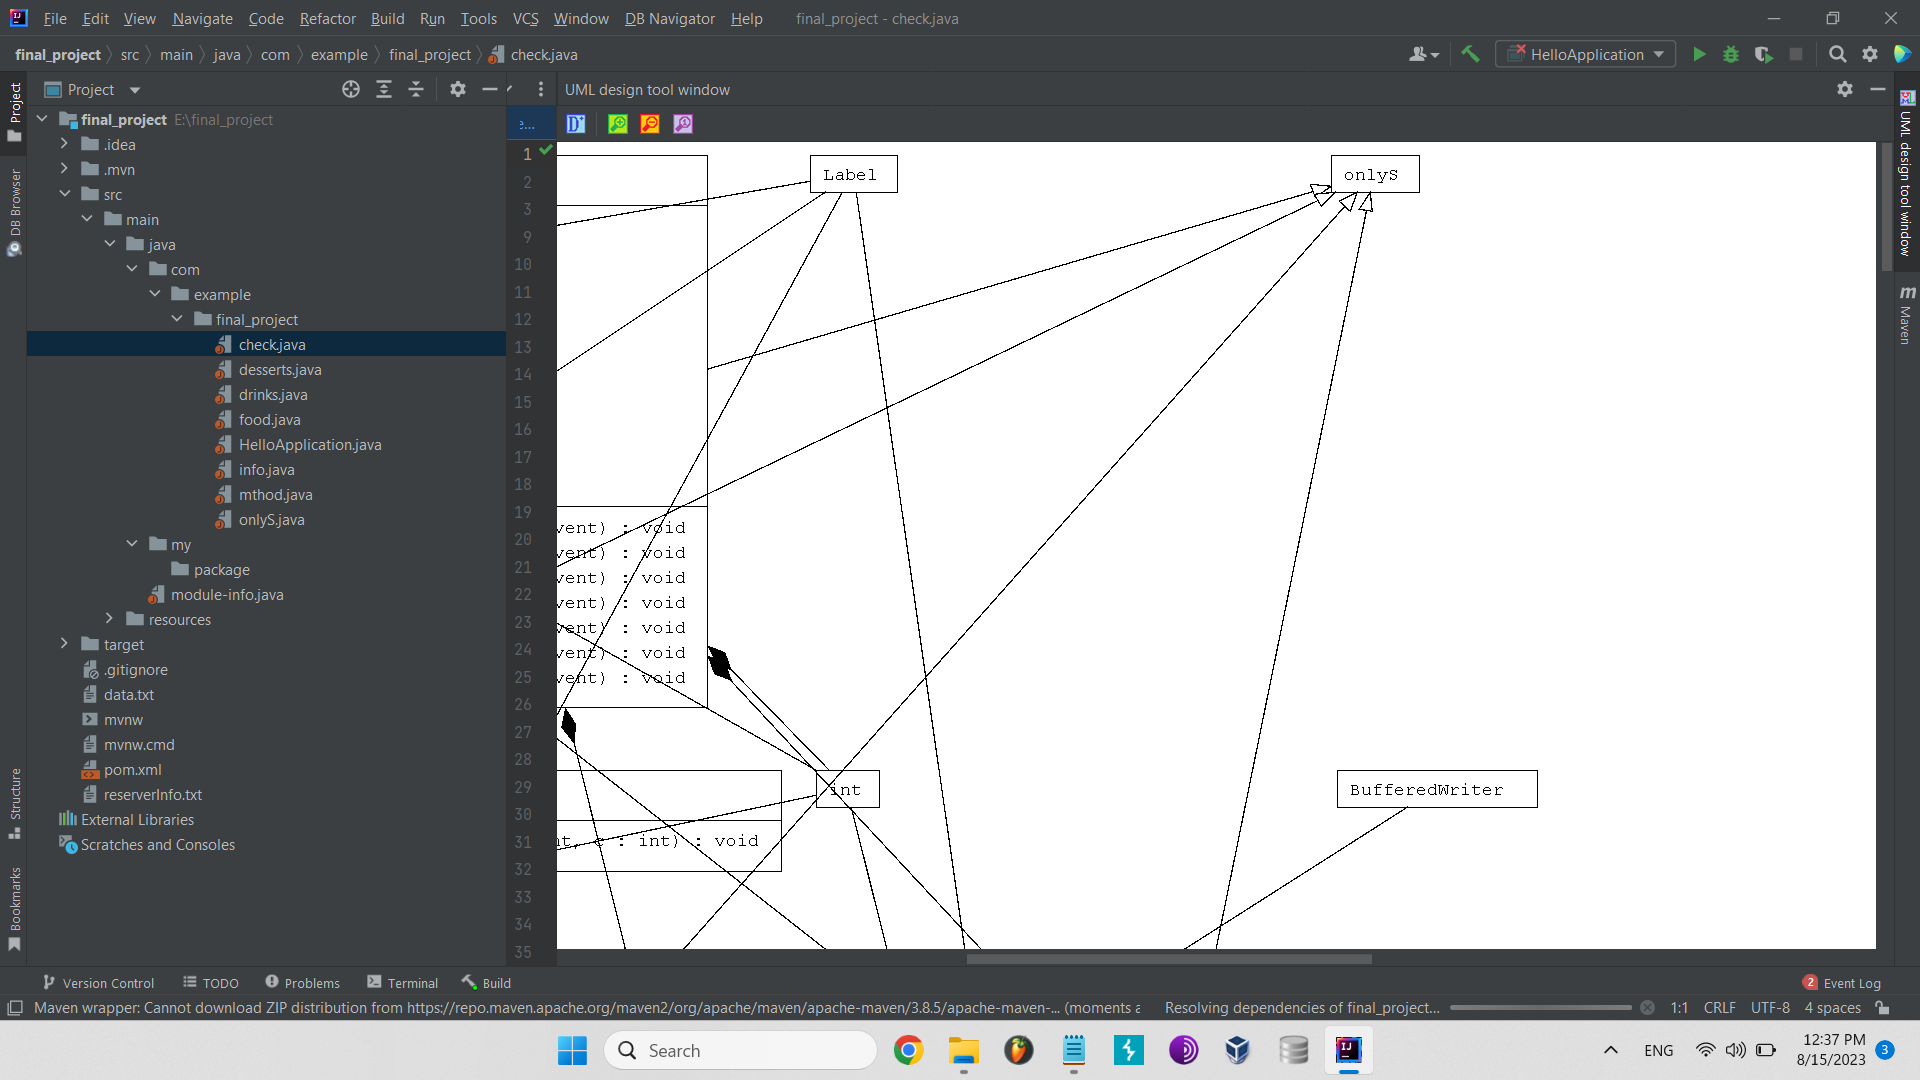 File Edit View Navigate Code Refactor Build Run Tools VCS Window DB Navigator Help final_project - check.java
final_project src main java com example final_project check.java
HelloApplication
Project
UML design tool window
final_project E:\final_project
.idea
.mvn
src
main
java
com
example
final_project
check.java
desserts.java
drinks.java
food.java
HelloApplication.java
info.java
mthod.java
onlyS.java
my
package
module-info.java
resources
target
.gitignore
data.txt
mvnw
mvnw.cmd
pom.xml
reserverInfo.txt
External Libraries
Scratches and Consoles
Project
DB Browser
Structure
Bookmarks
e...
1
2
3
9
10
11
12
13
14
15
16
17
18
19
20
21
22
23
24
25
26
27
28
29
30
31
32
33
34
35
Label
onlyS
vent) : void
vent) : void
vent) : void
vent) : void
vent) : void
vent) : void
vent) : void
int
BufferedWriter
nt, c : int) : void
UML design tool window
Maven
Version Control TODO Problems Terminal Build
2 Event Log
Maven wrapper: Cannot download ZIP distribution from https://repo.maven.apache.org/maven2/org/apache/maven/apache-maven/3.8.5/apache-maven-... (moments a
Resolving dependencies of final_project... 1:1 CRLF UTF-8 4 spaces
Search
ENG
12:37 PM
8/15/2023
3